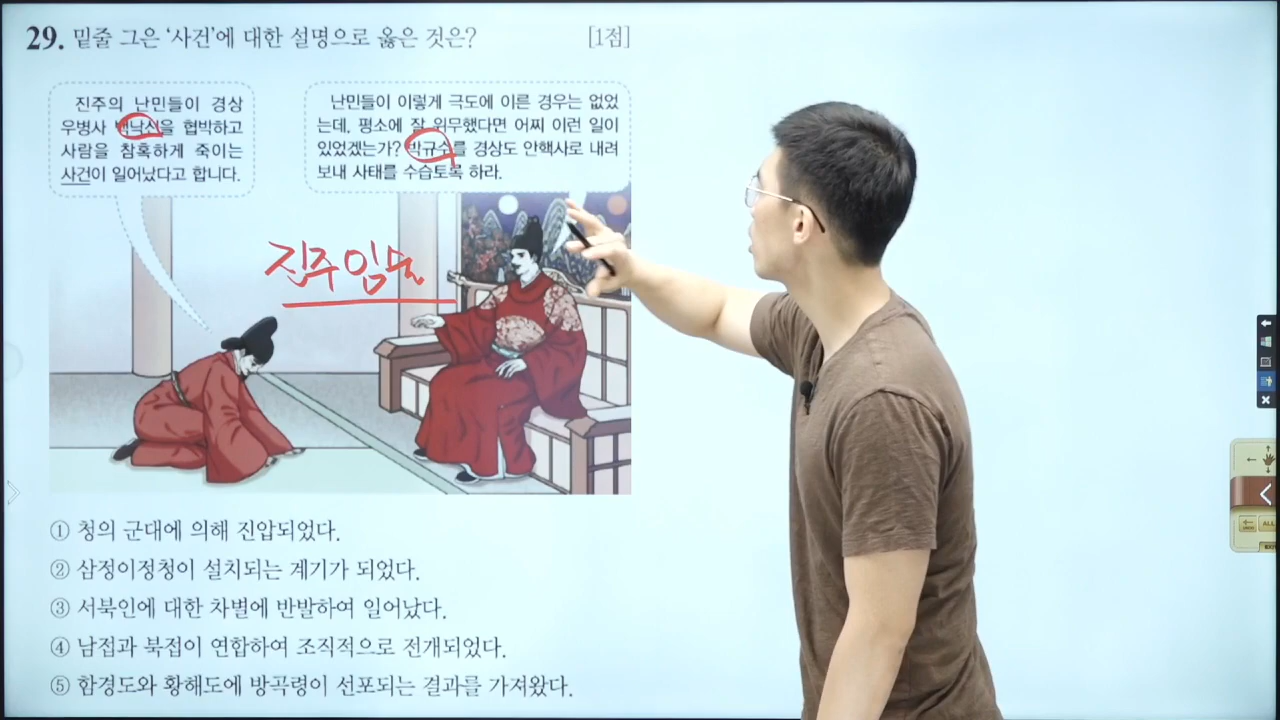 29. 밑줄 그은 '사건'에 대한 설명으로 옳은 것은? [1점]
진주의 난민들이 경상
우병사 백낙신을 협박하고
사람을 참혹하게 죽이는
사건이 일어났다고 합니다.
난민들이 이렇게 극도에 이른 경우는 없었
는데, 평소에 잘 위무했다면 어찌 이런 일이
있었겠는가? 박규수를 경상도 안핵사로 내려
보내 사태를 수습토록 하라.
진주임술
① 청의 군대에 의해 진압되었다.
② 삼정이정청이 설치되는 계기가 되었다.
③ 서북인에 대한 차별에 반발하여 일어났다.
④ 남접과 북접이 연합하여 조직적으로 전개되었다.
⑤ 함경도와 황해도에 방곡령이 선포되는 결과를 가져왔다.
ALL